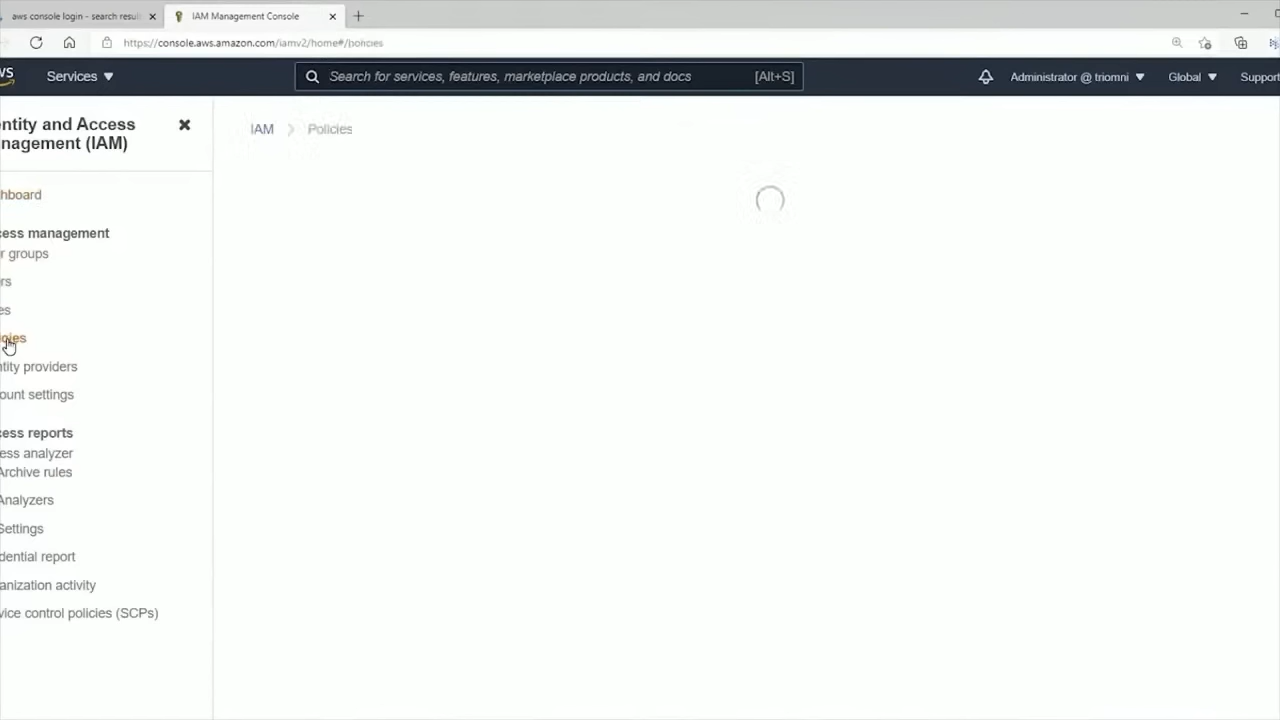 aws console login - search result
IAM Management Console
https://console.aws.amazon.com/iamv2/home#/policies
Services
Search for services, features, marketplace products, and docs
[Alt+S]
Administrator @ triomni
Global
Support
entity and Access
nagement (IAM)
hboard
cess management
r groups
rs
es
icies
ntity providers
ount settings
cess reports
ess analyzer
Archive rules
Analyzers
Settings
dential report
anization activity
vice control policies (SCPs)
IAM
Policies